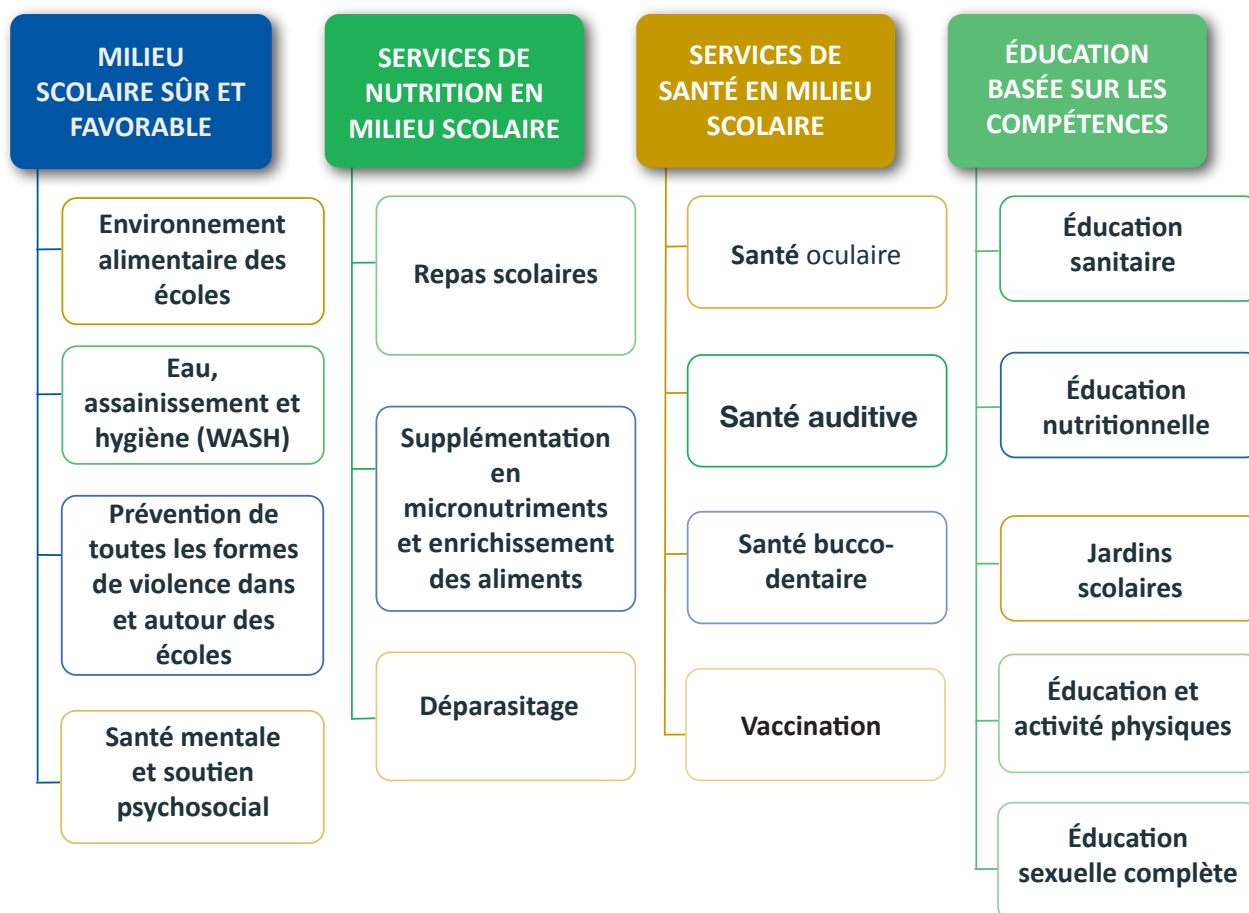 MILIEU
SCOLAIRE SÛR ET
FAVORABLE
Environnement
alimentaire des
écoles
Eau,
assainissement et
hygiène (WASH)
Prévention de
toutes les formes
de violence dans
et autour des
écoles
Santé mentale
et soutien
psychosocial
SERVICES DE
NUTRITION EN
MILIEU SCOLAIRE
Repas scolaires
Supplémentation
en
micronutriments
et enrichissement
des aliments
Déparasitage
SERVICES DE
SANTÉ EN MILIEU
SCOLAIRE
Santé oculaire
Santé auditive
Santé bucco-
dentaire
Vaccination
ÉDUCATION
BASÉE SUR LES
COMPÉTENCES
Éducation
sanitaire
Éducation
nutritionnelle
Jardins
scolaires
Éducation et
activité physiques
Éducation
sexuelle complète